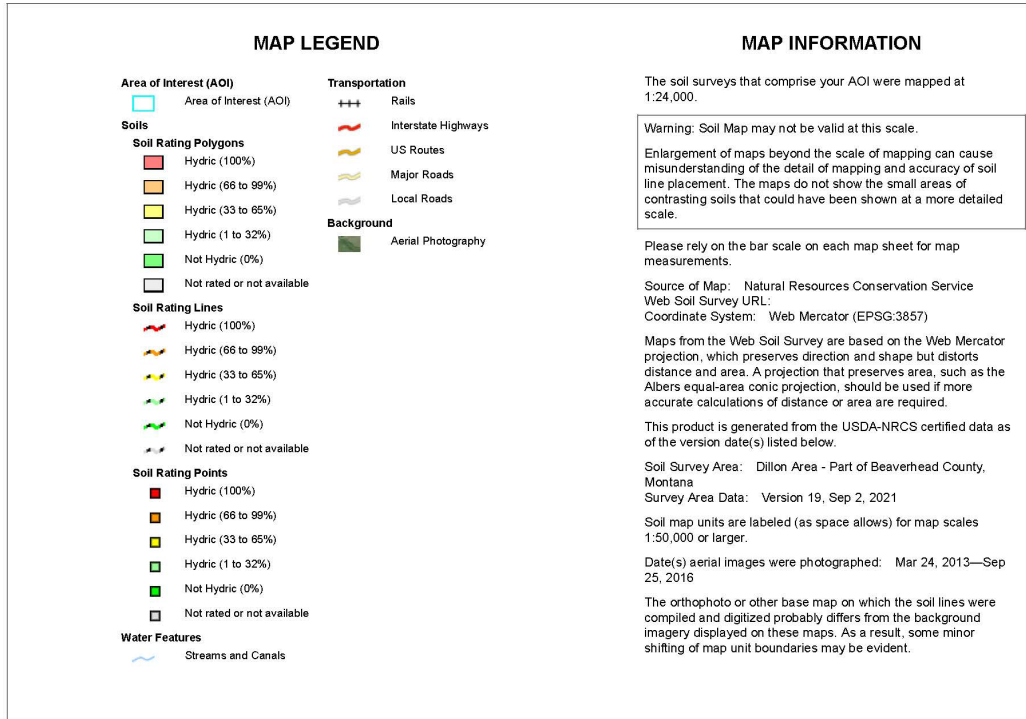 MAP LEGEND
Area of Interest (AOI)
Area of Interest (AOI)
Soils
Soil Rating Polygons
Hydric (100%)
Hydric (66 to 99%)
Hydric (33 to 65%)
Hydric (1 to 32%)
Not Hydric (0%)
Not rated or not available
Soil Rating Lines
Hydric (100%)
Hydric (66 to 99%)
Hydric (33 to 65%)
Hydric (1 to 32%)
Not Hydric (0%)
Not rated or not available
Soil Rating Points
Hydric (100%)
Hydric (66 to 99%)
Hydric (33 to 65%)
Hydric (1 to 32%)
Not Hydric (0%)
Not rated or not available
Water Features
Streams and Canals
Transportation
Rails
Interstate Highways
US Routes
Major Roads
Local Roads
Background
Aerial Photography
MAP INFORMATION
The soil surveys that comprise your AOI were mapped at
1:24,000.
Warning: Soil Map may not be valid at this scale.
Enlargement of maps beyond the scale of mapping can cause
misunderstanding of the detail of mapping and accuracy of soil
line placement. The maps do not show the small areas of
contrasting soils that could have been shown at a more detailed
scale.
Please rely on the bar scale on each map sheet for map
measurements.
Source of Map: Natural Resources Conservation Service
Web Soil Survey URL:
Coordinate System: Web Mercator (EPSG:3857)
Maps from the Web Soil Survey are based on the Web Mercator
projection, which preserves direction and shape but distorts
distance and area. A projection that preserves area, such as the
Albers equal-area conic projection, should be used if more
accurate calculations of distance or area are required.
This product is generated from the USDA-NRCS certified data as
of the version date(s) listed below.
Soil Survey Area: Dillon Area - Part of Beaverhead County,
Montana
Survey Area Data: Version 19, Sep 2, 2021
Soil map units are labeled (as space allows) for map scales
1:50,000 or larger.
Date(s) aerial images were photographed: Mar 24, 2013—Sep
25, 2016
The orthophoto or other base map on which the soil lines were
compiled and digitized probably differs from the background
imagery displayed on these maps. As a result, some minor
shifting of map unit boundaries may be evident.